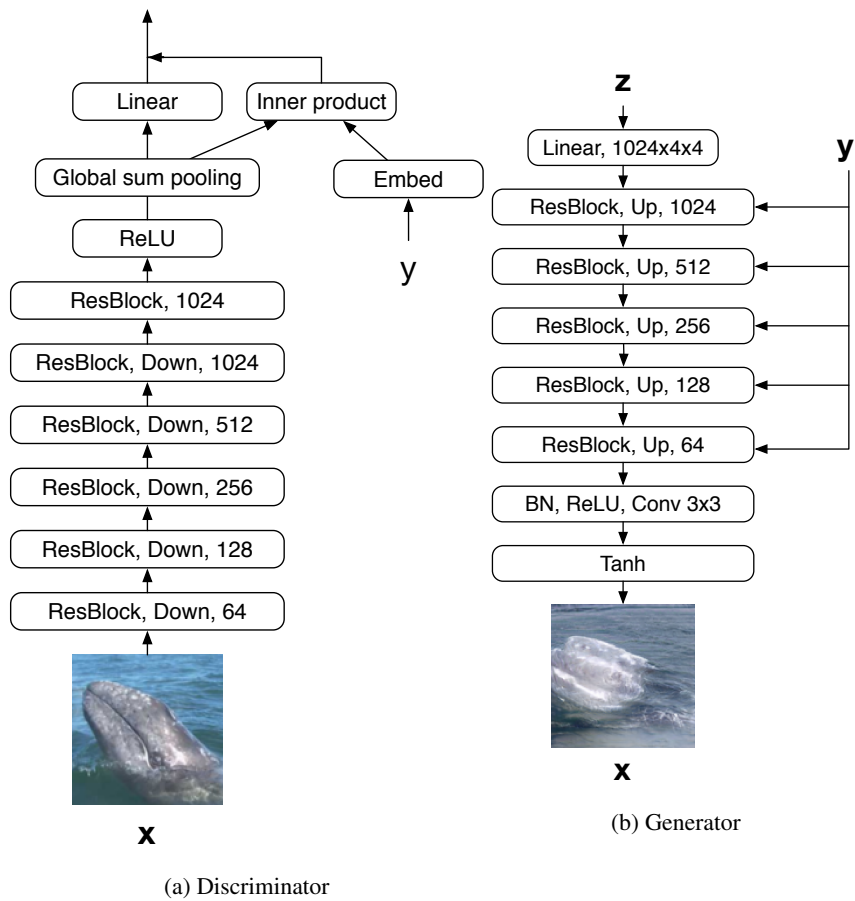 Linear
Inner product
Global sum pooling
Embed
ReLU
y
ResBlock, 1024
ResBlock, Down, 1024
ResBlock, Down, 512
ResBlock, Down, 256
ResBlock, Down, 128
ResBlock, Down, 64
x
(a) Discriminator
z
Linear, 1024x4x4
y
ResBlock, Up, 1024
ResBlock, Up, 512
ResBlock, Up, 256
ResBlock, Up, 128
ResBlock, Up, 64
BN, ReLU, Conv 3x3
Tanh
x
(b) Generator